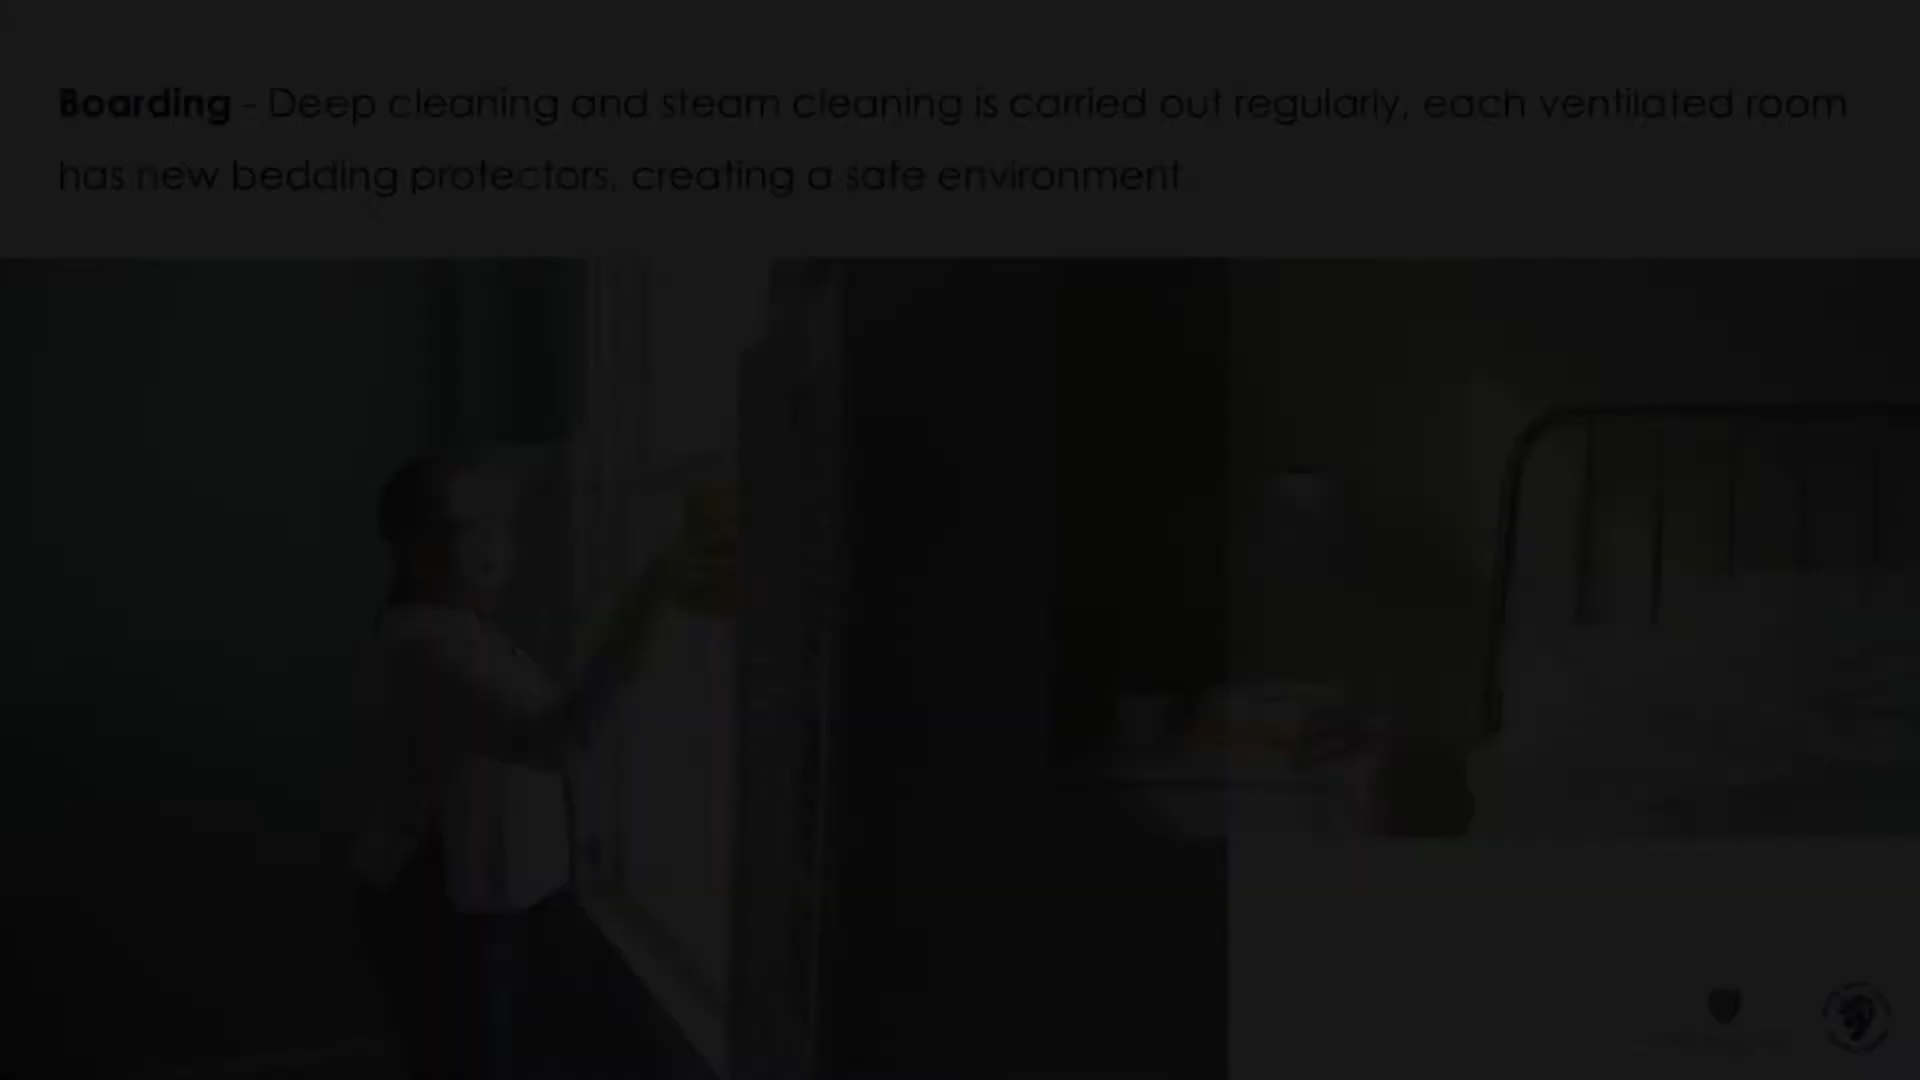 Boarding - Deep cleaning and steam cleaning is carried out regularly, each ventilated room
has new bedding protectors, creating a safe environment